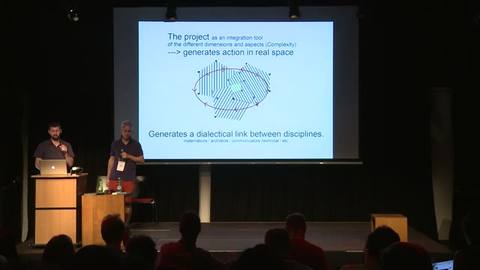 The project as an integration tool
of the different dimensions and aspects (Complexity)
---> generates action in real space
Generates a dialectical link between disciplines.